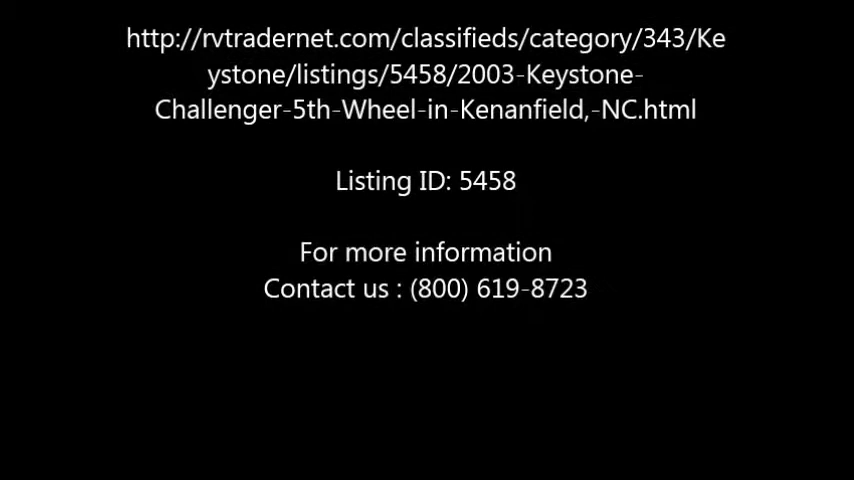 http://rvtradernet.com/classifieds/category/343/Ke
ystone/listings/5458/2003-Keystone-
Challenger-5th-Wheel-in-Kenanfield,-NC.html
Listing ID: 5458
For more information
Contact us : (800) 619-8723